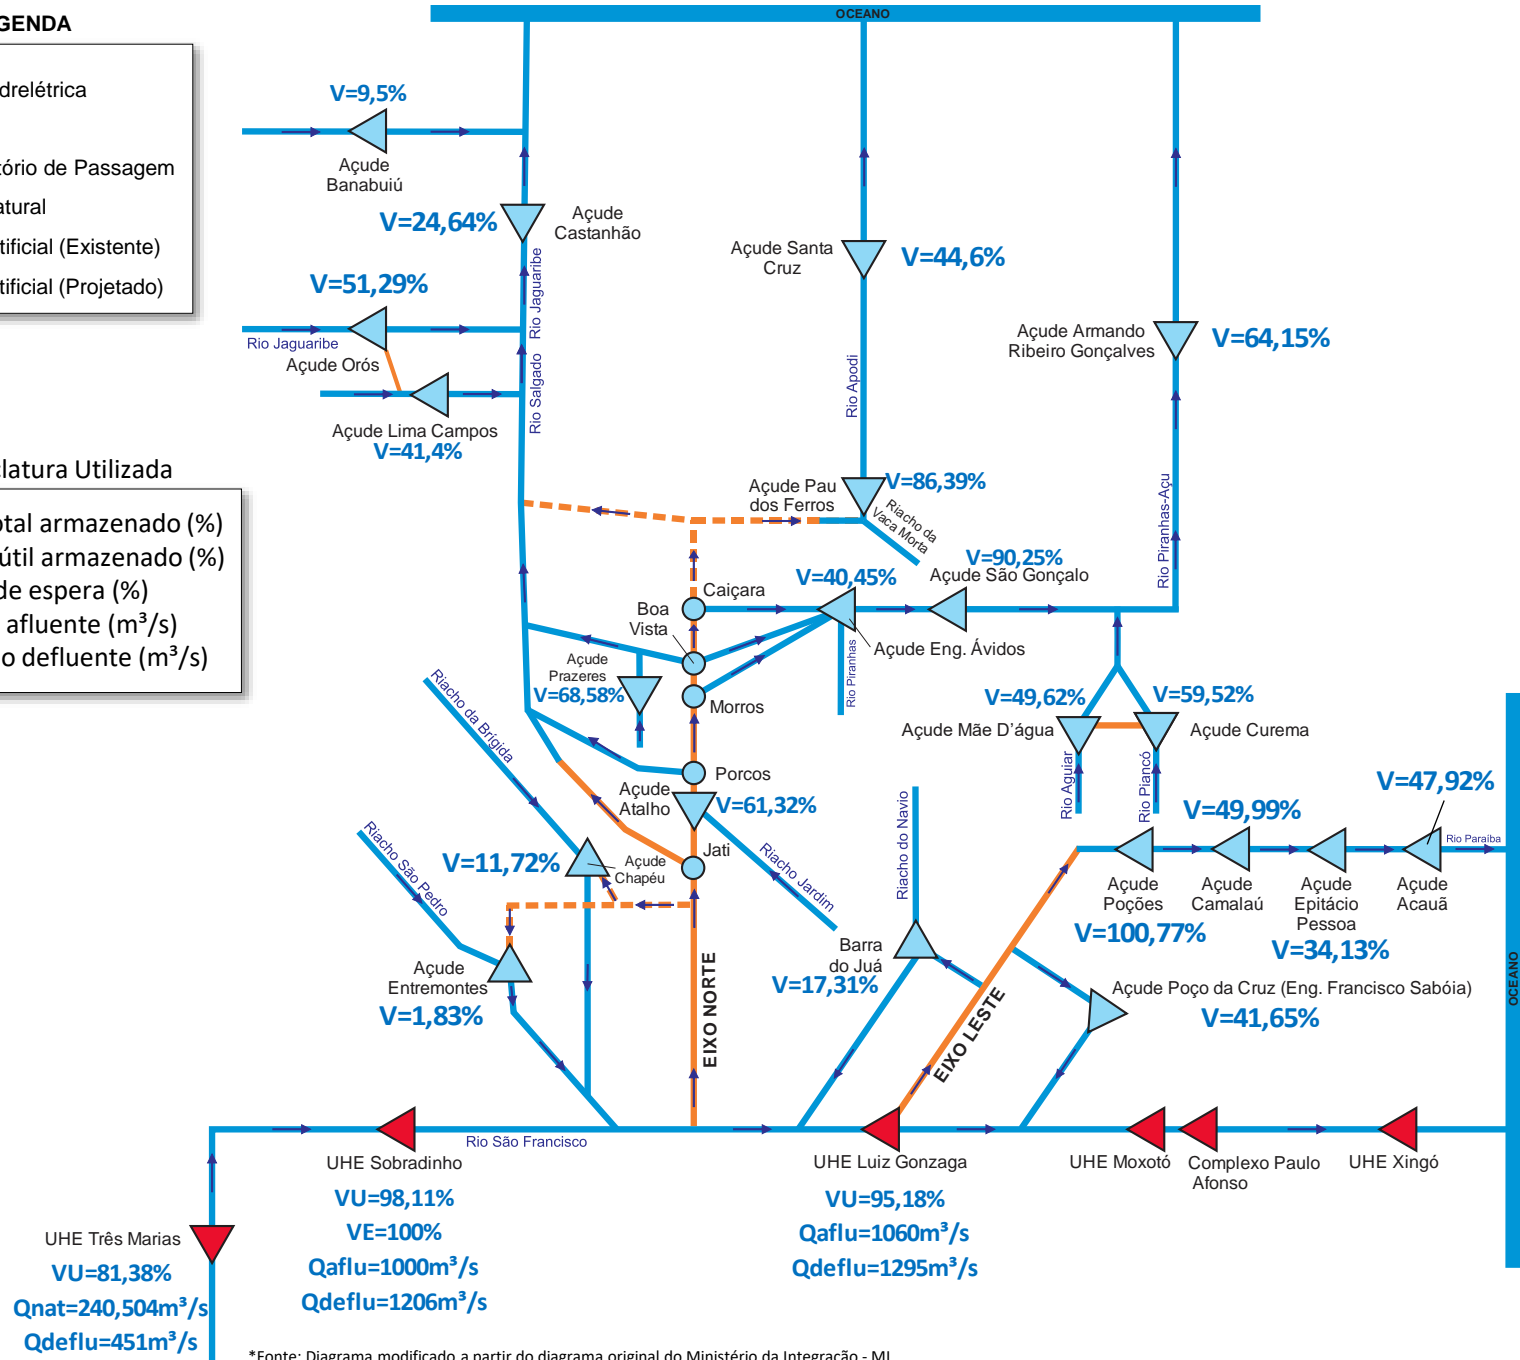 OCEANO
GENDA
drelétrica
tório de Passagem
atural
tificial (Existente)
tificial (Projetado)
V=9,5%
Açude
Banabuiú
V=24,64%
Açude
Castanhão
Açude Santa
Cruz
V=44,6%
V=51,29%
Rio Jaguaribe
Rio Jaguaribe
Açude Orós
Açude Armando
Ribeiro Gonçalves
V=64,15%
Rio Salgado
Rio Apodi
Açude Lima Campos
V=41,4%
clatura Utilizada
otal armazenado (%)
útil armazenado (%)
de espera (%)
afluente (m³/s)
o defluente (m³/s)
Açude Pau
dos Ferros
V=86,39%
Riacho da
Vaca Morta
Rio Piranhas-Açu
V=90,25%
Açude São Gonçalo
V=40,45%
Caiçara
Boa
Vista
Açude Eng. Ávidos
Rio Piranhas
Açude
Prazeres
V=68,58%
Morros
Riacho da Brígida
V=49,62%
V=59,52%
Açude Mãe D'água
Açude Curema
Rio Aguiar
Rio Piancó
Porcos
Açude
Atalho
V=61,32%
V=47,92%
V=49,99%
Riacho do Navio
Rio Paraíba
Riacho São Pedro
V=11,72%
Açude
Chapéu
Jati
Riacho Jardim
Açude
Poções
Açude
Camalaú
Açude
Epitácio
Pessoa
Açude
Acauã
V=100,77%
V=34,13%
Barra
do Juá
V=17,31%
Açude
Entremontes
V=1,83%
EIXO NORTE
EIXO LESTE
Açude Poço da Cruz (Eng. Francisco Sabóia)
V=41,65%
OCEANO
Rio São Francisco
UHE Sobradinho
UHE Luiz Gonzaga
UHE Moxotó
Complexo Paulo
Afonso
UHE Xingó
VU=98,11%
VE=100%
Qaflu=1000m³/s
Qdeflu=1206m³/s
VU=95,18%
Qaflu=1060m³/s
Qdeflu=1295m³/s
UHE Três Marias
VU=81,38%
Qnat=240,504m³/s
Qdeflu=451m³/s
*Fonte: Diagrama modificado a partir do diagrama original do Ministério da Integração - MI